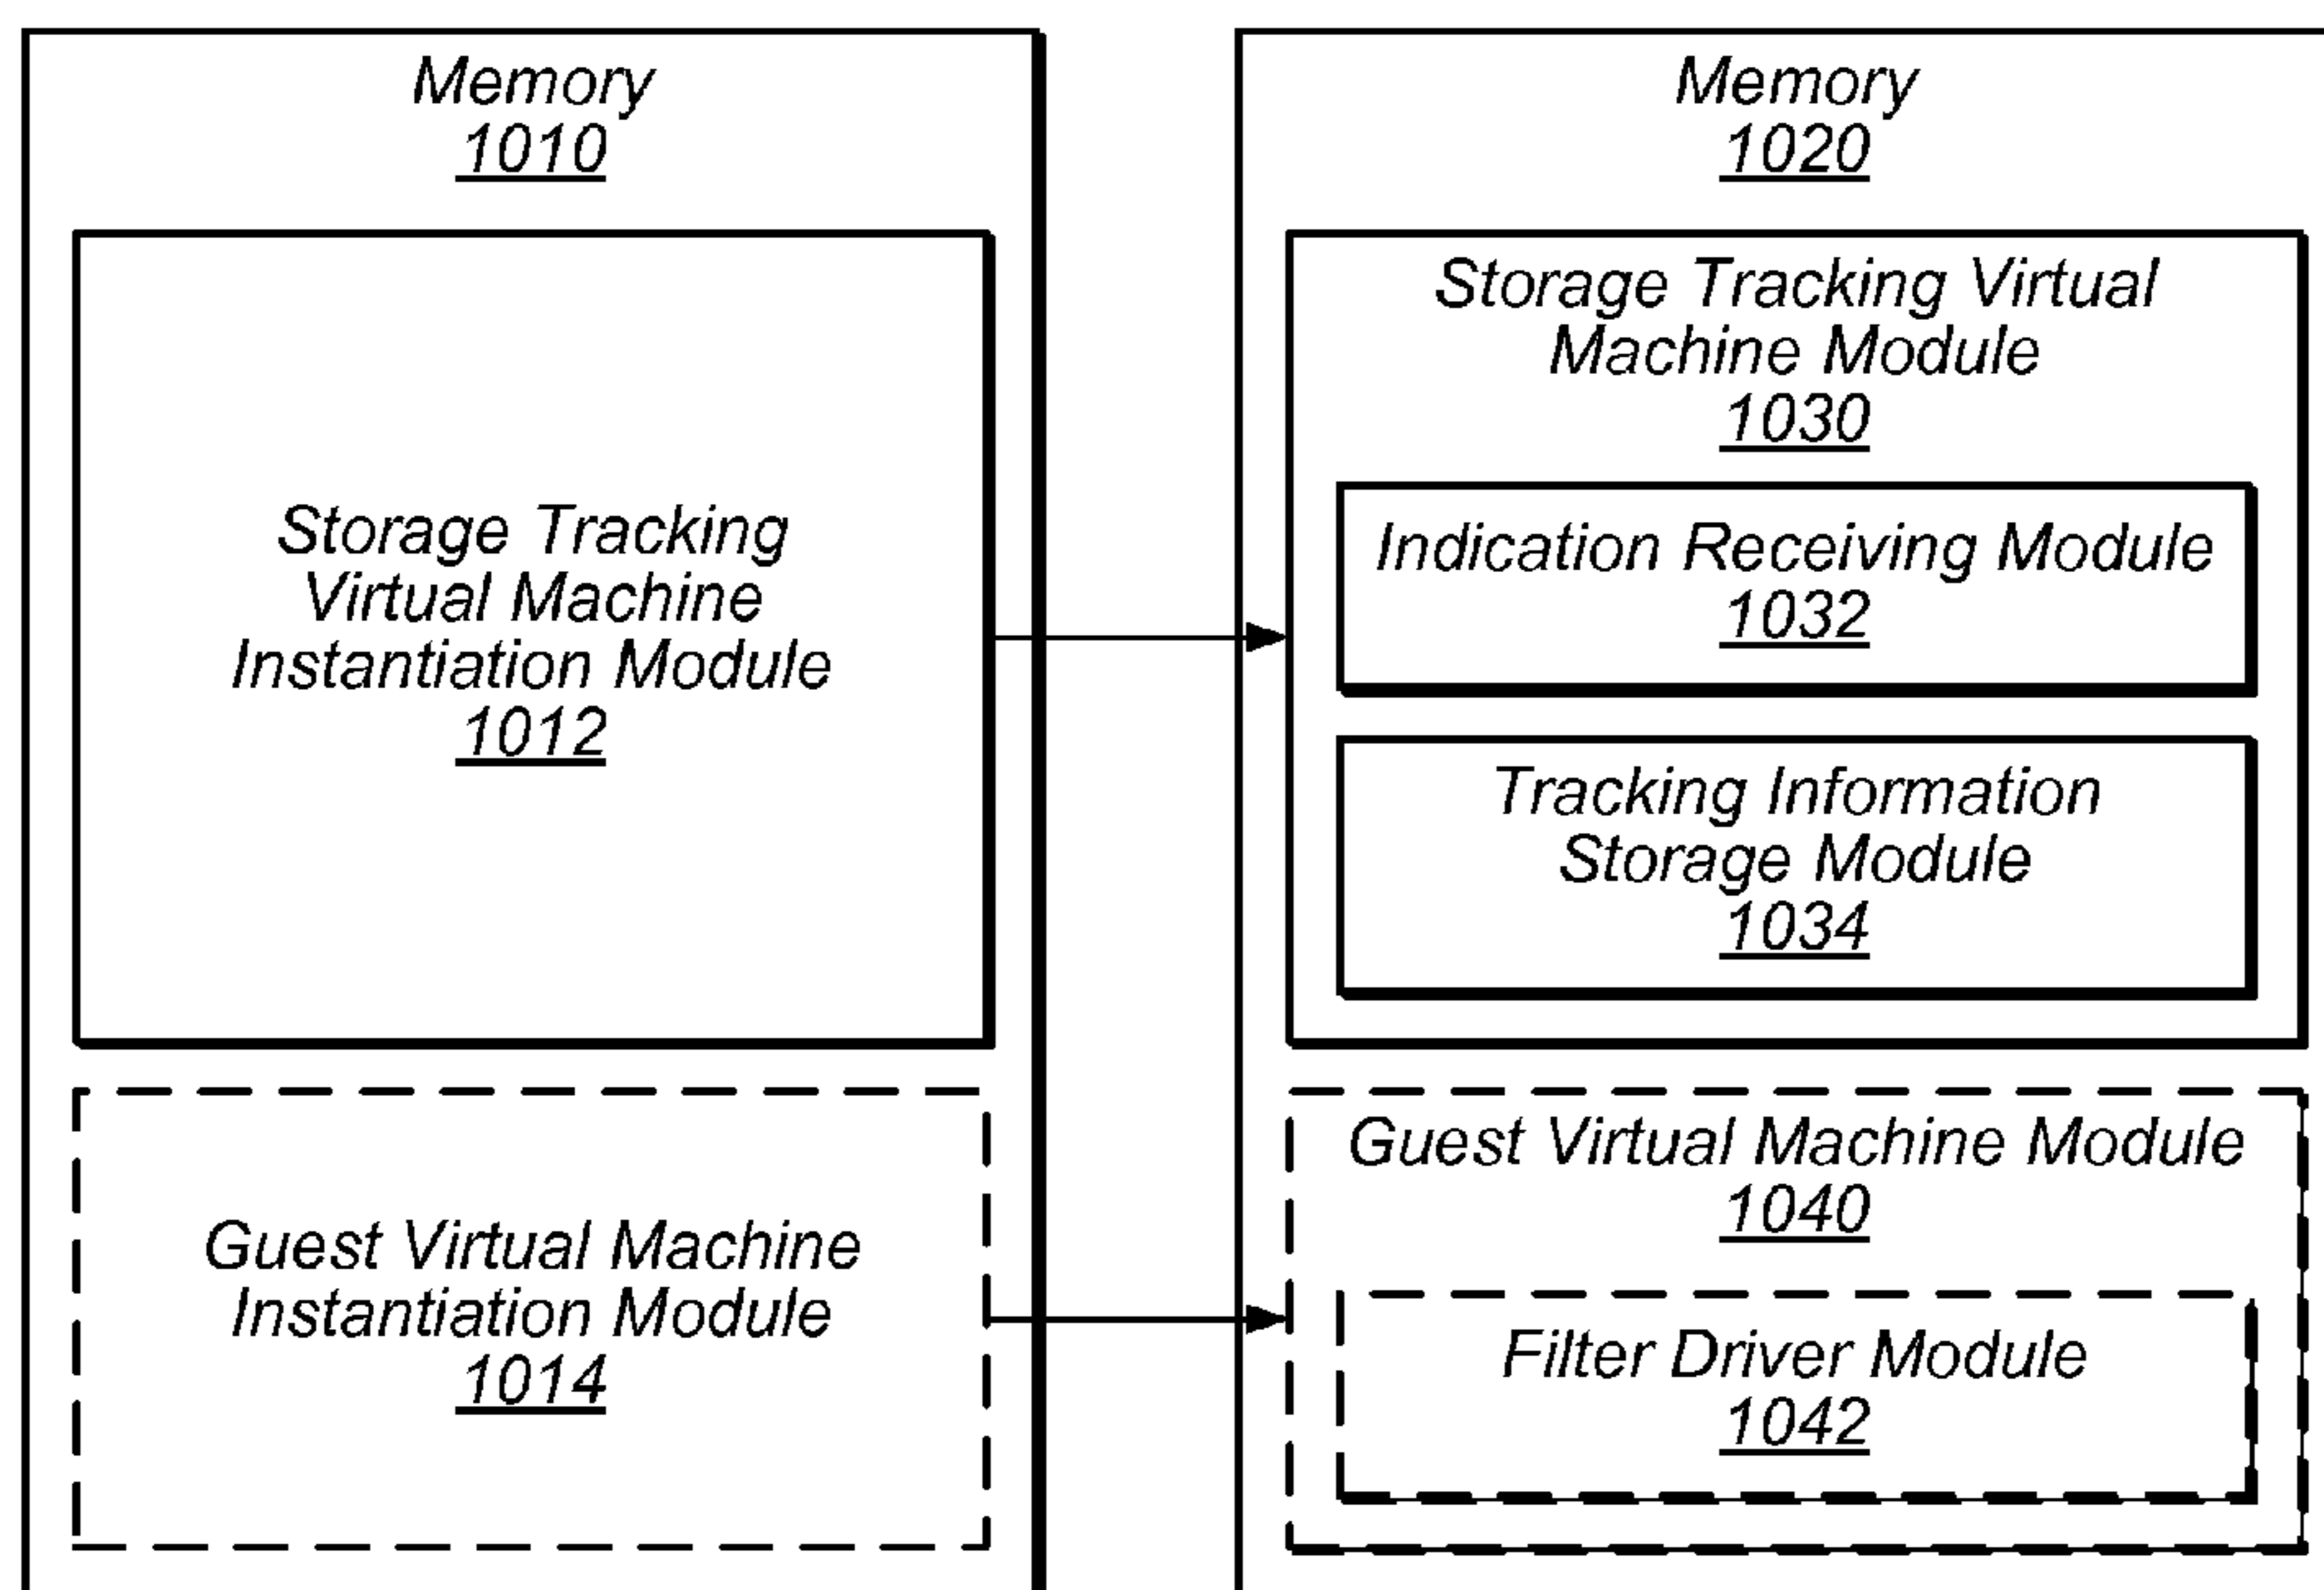 Memory
1010
Storage Tracking
Virtual Machine
Instantiation Module
1012
Guest Virtual Machine
Instantiation Module
1014
Memory
1020
Storage Tracking Virtual
Machine Module
1030
Indication Receiving Module
1032
Tracking Information
Storage Module
1034
Guest Virtual Machine Module
1040
Filter Driver Module
1042